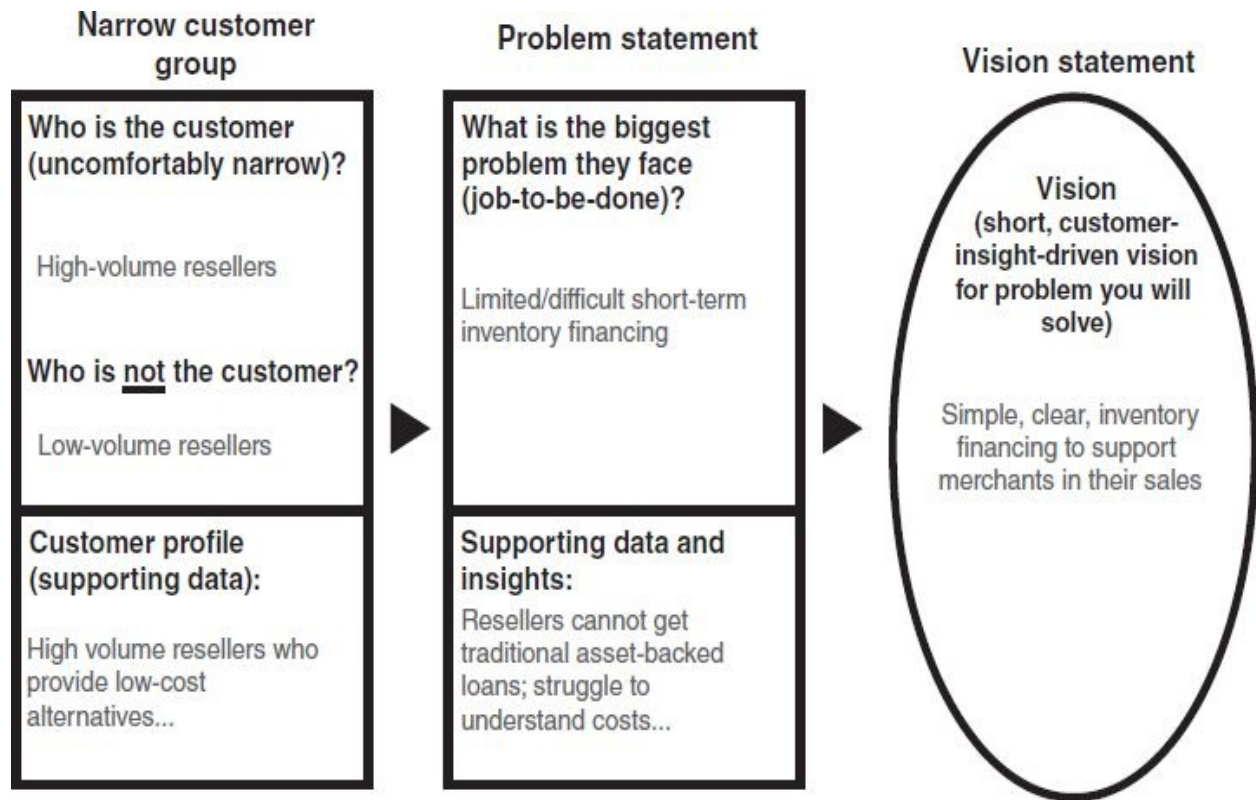 Narrow customer
group
Who is the customer
(uncomfortably narrow)?
High-volume resellers
Who is not the customer?
Low-volume resellers
Customer profile
(supporting data):
High volume resellers who
provide low-cost
alternatives...
Problem statement
What is the biggest
problem they face
(job-to-be-done)?
Limited/difficult short-term
inventory financing
Supporting data and
insights:
Resellers cannot get
traditional asset-backed
loans; struggle to
understand costs...
Vision statement
Vision
(short, customer-
insight-driven vision
for problem you will
solve)
Simple, clear, inventory
financing to support
merchants in their sales